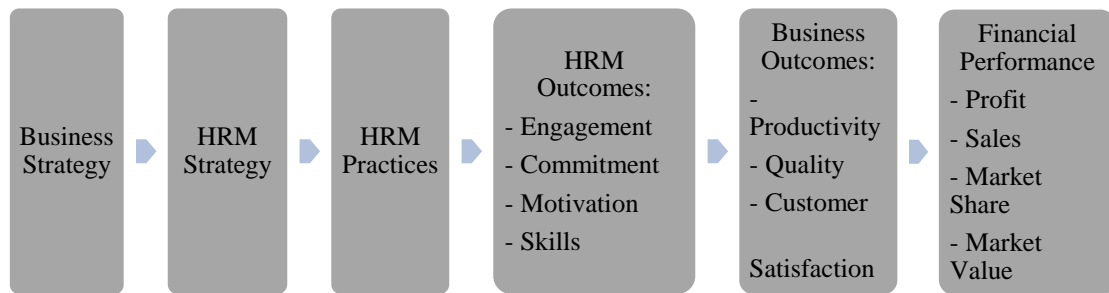 Business
Strategy
HRM
Strategy
HRM
Practices
HRM
Outcomes:
- Engagement
- Commitment
- Motivation
- Skills
Business
Outcomes:
-
Productivity
- Quality
- Customer
Satisfaction
Financial
Performance
- Profit
- Sales
- Market
Share
- Market
Value